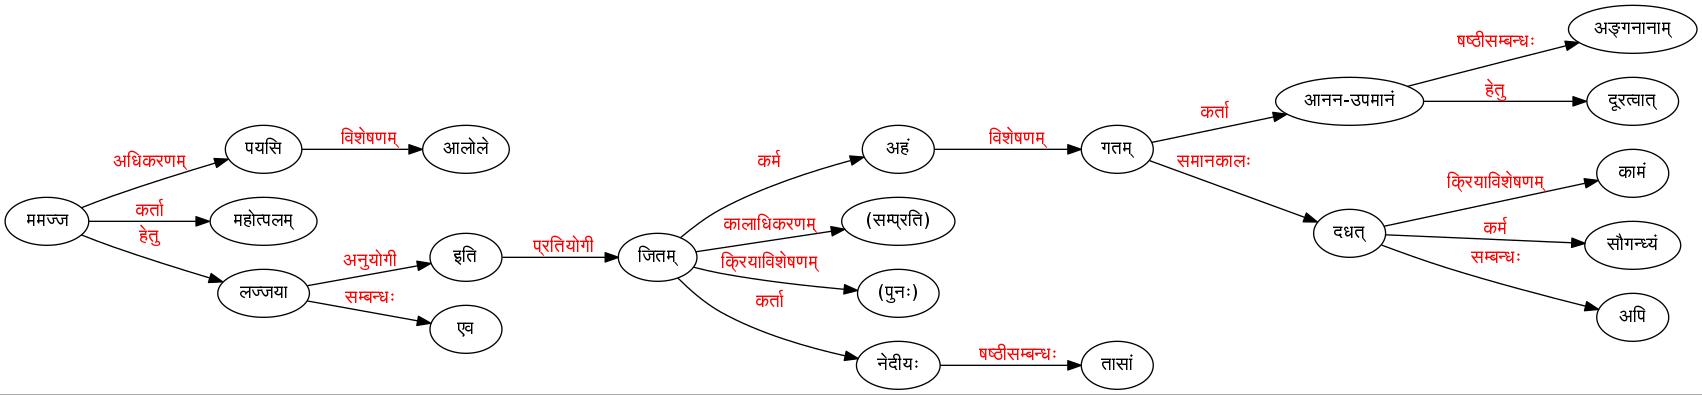 अङ्गनानाम्
षष्ठीसम्बन्धः
आनन-उपमानं
हेतु
दूरत्वात्
कर्ता
पयसि
विशेषणम्
आलोले
अहं
विशेषणम्
गतम्
अधिकरणम्
कर्म
समानकालः
कामं
क्रियाविशेषणम्
ममज्ज
कर्ता
महोत्पलम्
कालाधिकरणम्
(सम्प्रति)
दधत्
कर्म
सौगन्ध्यं
हेतु
अनुयोगी
इति
प्रतियोगी
जितम्
क्रियाविशेषणम्
सम्बन्धः
लज्जया
सम्बन्धः
(पुनः)
कर्ता
अपि
एव
नेदीयः
षष्ठीसम्बन्धः
तासां